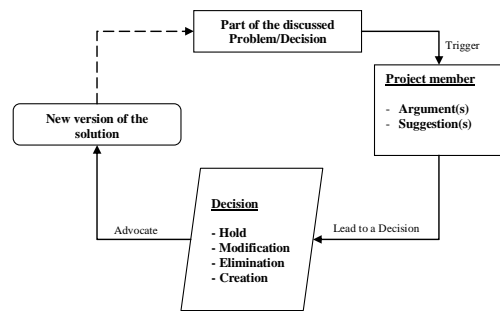 Part of the discussed
Problem/Decision
Trigger
Project member
- Argument(s)
- Suggestion(s)
New version of the
solution
Decision
- Hold
- Modification
- Elimination
- Creation
Advocate
Lead to a Decision